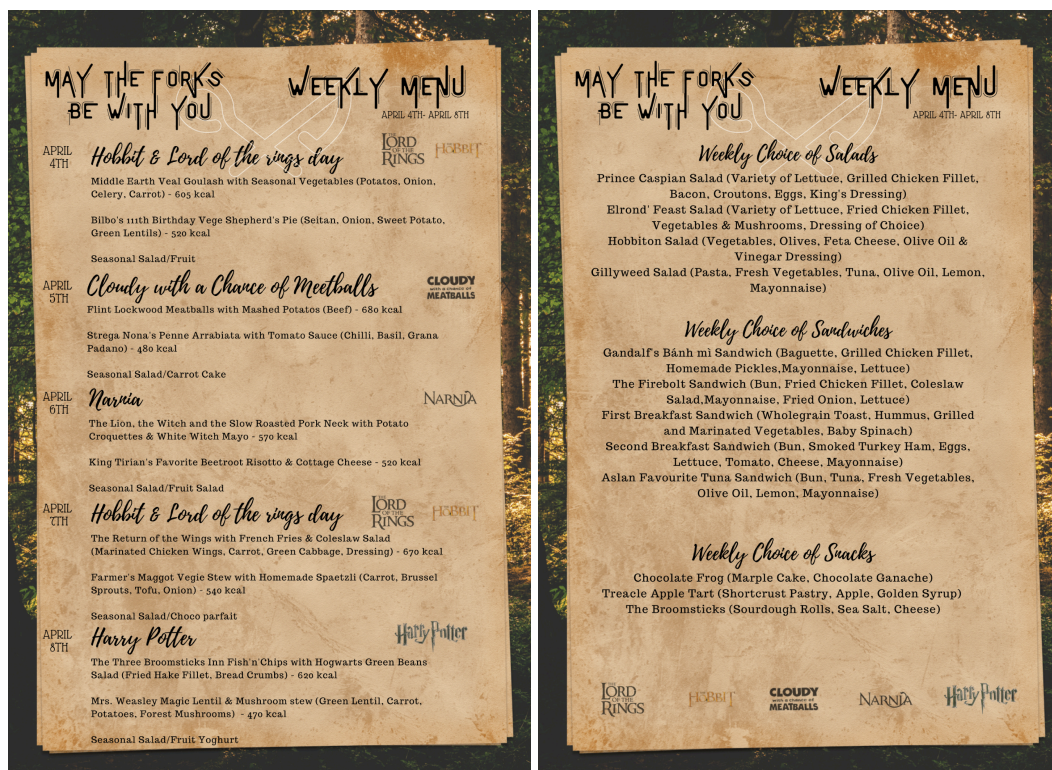 MAY THE FORKS
BE WITH YOU
WEEKLY MENU
APRIL 4TH- APRIL 8TH
APRIL
4TH
Hobbit & Lord of the rings day
THE
LORD
OF THE
RINGS
THE
HOBBIT
Middle Earth Veal Goulash with Seasonal Vegetables (Potatos, Onion,
Celery, Carrot) - 605 kcal
Bilbo's 111th Birthday Vege Shepherd's Pie (Seitan, Onion, Sweet Potato,
Green Lentils) - 520 kcal
Seasonal Salad/Fruit
APRIL
5TH
Cloudy with a Chance of Meetballs
CLOUDY
WITH A CHANCE OF
MEATBALLS
Flint Lockwood Meatballs with Mashed Potatos (Beef) - 680 kcal
Strega Nona's Penne Arrabiata with Tomato Sauce (Chilli, Basil, Grana
Padano) - 480 kcal
Seasonal Salad/Carrot Cake
APRIL
6TH
Narnia
NARNIA
The Lion, the Witch and the Slow Roasted Pork Neck with Potato
Croquettes & White Witch Mayo - 570 kcal
King Tirian's Favorite Beetroot Risotto & Cottage Cheese - 520 kcal
Seasonal Salad/Fruit Salad
APRIL
7TH
Hobbit & Lord of the rings day
THE
LORD
OF THE
RINGS
THE
HOBBIT
The Return of the Wings with French Fries & Coleslaw Salad
(Marinated Chicken Wings, Carrot, Green Cabbage, Dressing) - 670 kcal
Farmer's Maggot Vegie Stew with Homemade Spaetzli (Carrot, Brussel
Sprouts, Tofu, Onion) - 540 kcal
Seasonal Salad/Choco parfait
APRIL
8TH
Harry Potter
Harry Potter
The Three Broomsticks Inn Fish'n'Chips with Hogwarts Green Beans
Salad (Fried Hake Fillet, Bread Crumbs) - 620 kcal
Mrs. Weasley Magic Lentil & Mushroom stew (Green Lentil, Carrot,
Potatoes, Forest Mushrooms) - 470 kcal
Seasonal Salad/Fruit Yoghurt
MAY THE FORKS
BE WITH YOU
WEEKLY MENU
APRIL 4TH- APRIL 8TH
Weekly Choice of Salads
Prince Caspian Salad (Variety of Lettuce, Grilled Chicken Fillet,
Bacon, Croutons, Eggs, King's Dressing)
Elrond' Feast Salad (Variety of Lettuce, Fried Chicken Fillet,
Vegetables & Mushrooms, Dressing of Choice)
Hobbiton Salad (Vegetables, Olives, Feta Cheese, Olive Oil &
Vinegar Dressing)
Gillyweed Salad (Pasta, Fresh Vegetables, Tuna, Olive Oil, Lemon,
Mayonnaise)
Weekly Choice of Sandwiches
Gandalf's Bánh mì Sandwich (Baguette, Grilled Chicken Fillet,
Homemade Pickles,Mayonnaise, Lettuce)
The Firebolt Sandwich (Bun, Fried Chicken Fillet, Coleslaw
Salad,Mayonnaise, Fried Onion, Lettuce)
First Breakfast Sandwich (Wholegrain Toast, Hummus, Grilled
and Marinated Vegetables, Baby Spinach)
Second Breakfast Sandwich (Bun, Smoked Turkey Ham, Eggs,
Lettuce, Tomato, Cheese, Mayonnaise)
Aslan Favourite Tuna Sandwich (Bun, Tuna, Fresh Vegetables,
Olive Oil, Lemon, Mayonnaise)
Weekly Choice of Snacks
Chocolate Frog (Marple Cake, Chocolate Ganache)
Treacle Apple Tart (Shortcrust Pastry, Apple, Golden Syrup)
The Broomsticks (Sourdough Rolls, Sea Salt, Cheese)
THE
LORD
OF THE
RINGS
THE
HOBBIT
CLOUDY
WITH A CHANCE OF
MEATBALLS
NARNIA
Harry Potter